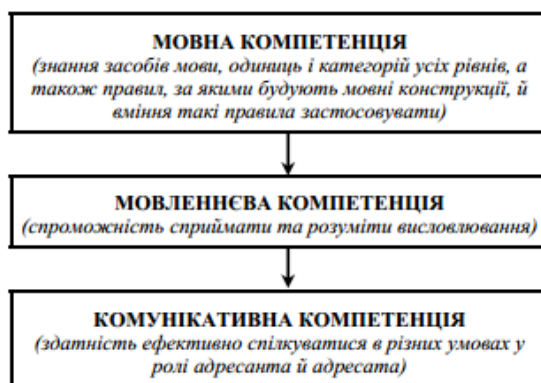 МОВНА КОМПЕТЕНЦІЯ
(знання засобів мови, одиниць і категорій усіх рівнів, а
також правил, за якими будують мовні конструкції, й
вміння такі правила застосовувати)
МОВЛЕННЄВА КОМПЕТЕНЦІЯ
(спроможність сприймати та розуміти висловлювання)
КОМУНІКАТИВНА КОМПЕТЕНЦІЯ
(здатність ефективно спілкуватися в різних умовах у
ролі адресанта й адресата)